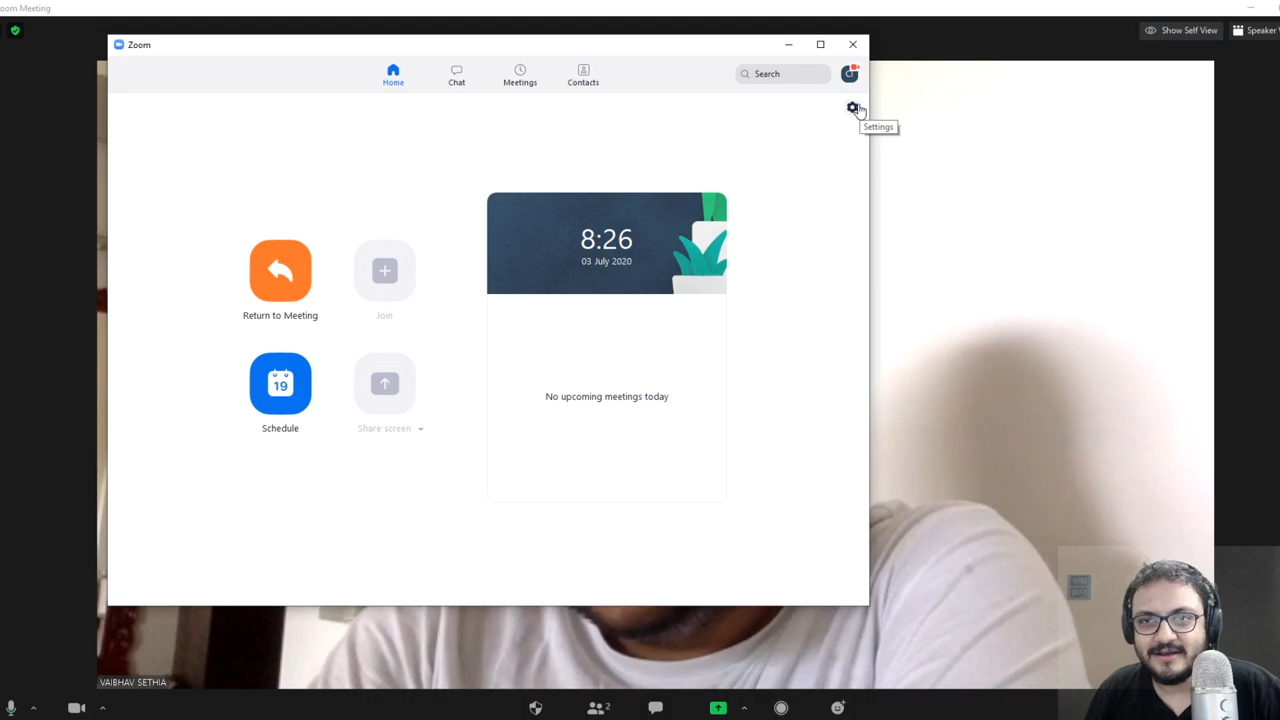 oom Meeting
Show Self View
Speaker
Zoom
Home
Chat
Meetings
Contacts
Search
Settings
8:26
03 July 2020
Return to Meeting
Join
No upcoming meetings today
19
Schedule
Share screen
VAIBHAV SETHIA
2